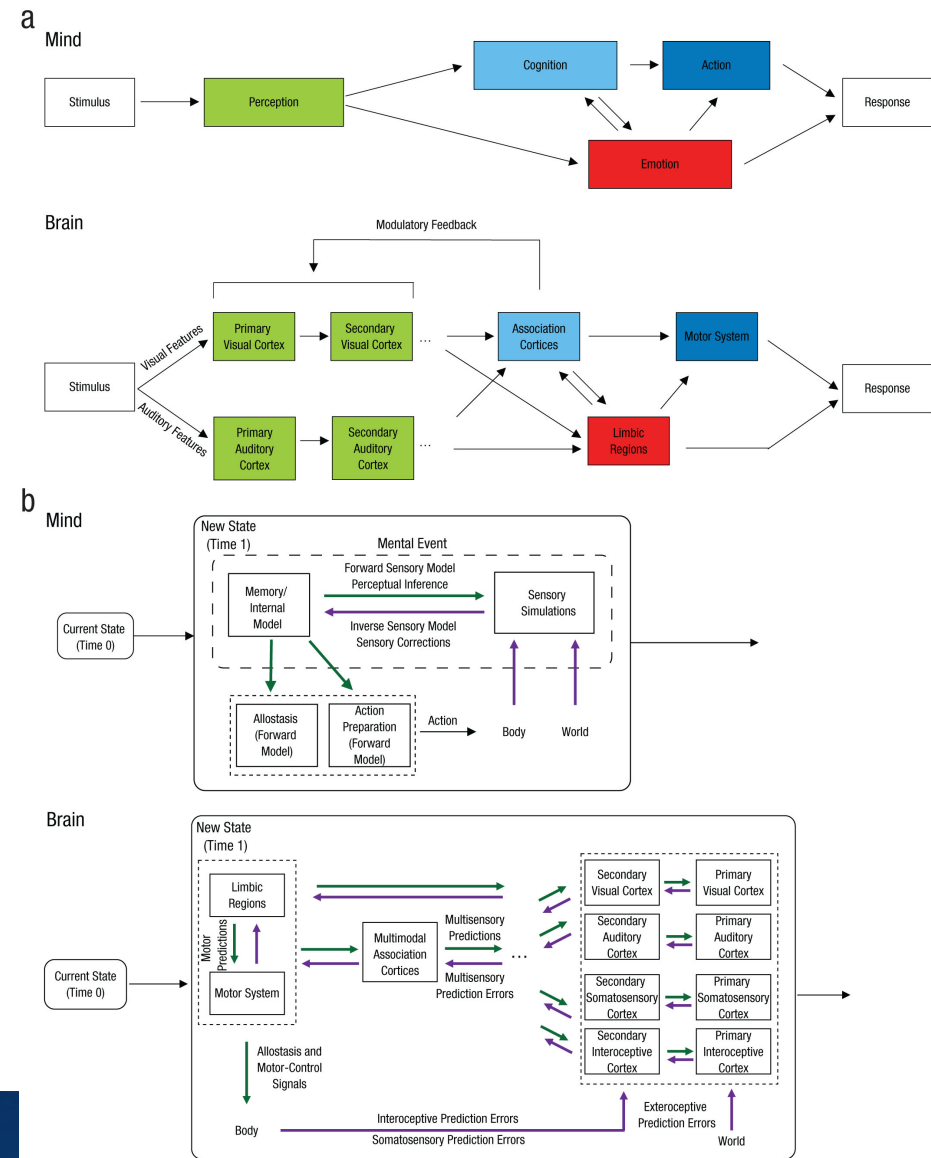 a
Mind
Stimulus
Perception
Cognition
Action
Emotion
Response
Brain
Modulatory Feedback
Stimulus
Visual Features
Auditory Features
Primary
Visual Cortex
Secondary
Visual Cortex
...
Primary
Auditory
Cortex
Secondary
Auditory
Cortex
...
Association
Cortices
Motor System
Limbic
Regions
Response
b
Mind
Current State
(Time 0)
New State
(Time 1)
Mental Event
Memory/
Internal
Model
Forward Sensory Model
Perceptual Inference
Inverse Sensory Model
Sensory Corrections
Sensory
Simulations
Allostasis
(Forward
Model)
Action
Preparation
(Forward
Model)
Action
Body
World
Brain
Current State
(Time 0)
New State
(Time 1)
Limbic
Regions
Motor
Predictions
Motor System
Multimodal
Association
Cortices
Multisensory
Predictions
...
Multisensory
Prediction Errors
Secondary
Visual Cortex
Primary
Visual Cortex
Secondary
Auditory
Cortex
Primary
Auditory
Cortex
Secondary
Somatosensory
Cortex
Primary
Somatosensory
Cortex
Secondary
Interoceptive
Cortex
Primary
Interoceptive
Cortex
Allostasis and
Motor-Control
Signals
Body
Interoceptive Prediction Errors
Somatosensory Prediction Errors
Exteroceptive
Prediction Errors
World